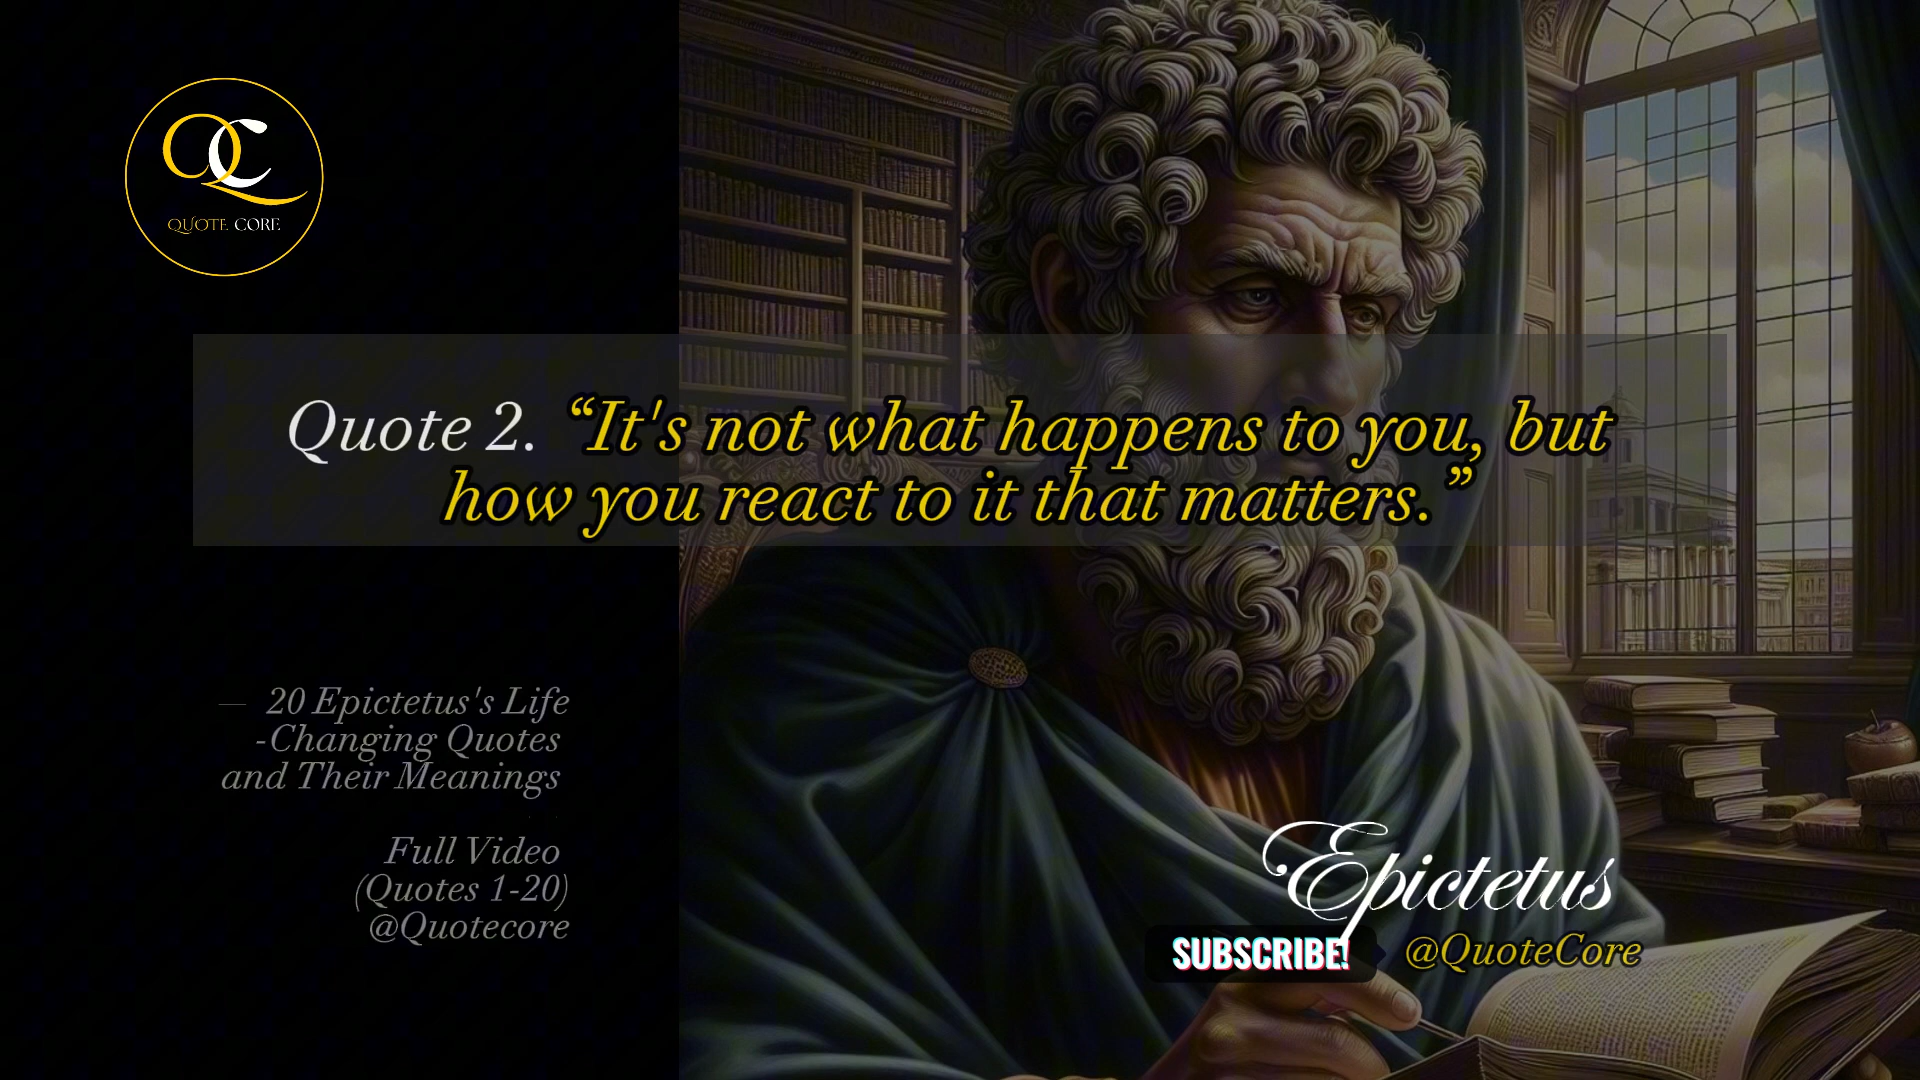 QC
QUOTE CORE
Quote 2. “It's not what happens to you, but
how you react to it that matters.”
— 20 Epictetus's Life
-Changing Quotes
and Their Meanings
Full Video
(Quotes 1-20)
@Quotecore
Epictetus
SUBSCRIBE!
@QuoteCore